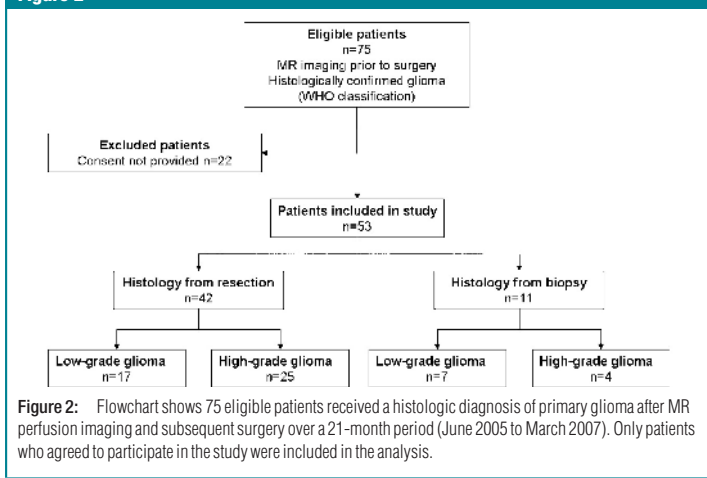 Eligible patients
n=75
MR imaging prior to surgery
Histologically confirmed glioma
(WHO classification)
Excluded patients
Consent not provided n=22
Patients included in study
n=53
Histology from resection
n=42
Histology from biopsy
n=11
Low-grade glioma
n=17
High-grade glioma
n=25
Low-grade glioma
n=7
High-grade glioma
n=4
Figure 2: Flowchart shows 75 eligible patients received a histologic diagnosis of primary glioma after MR
perfusion imaging and subsequent surgery over a 21-month period (June 2005 to March 2007). Only patients
who agreed to participate in the study were included in the analysis.